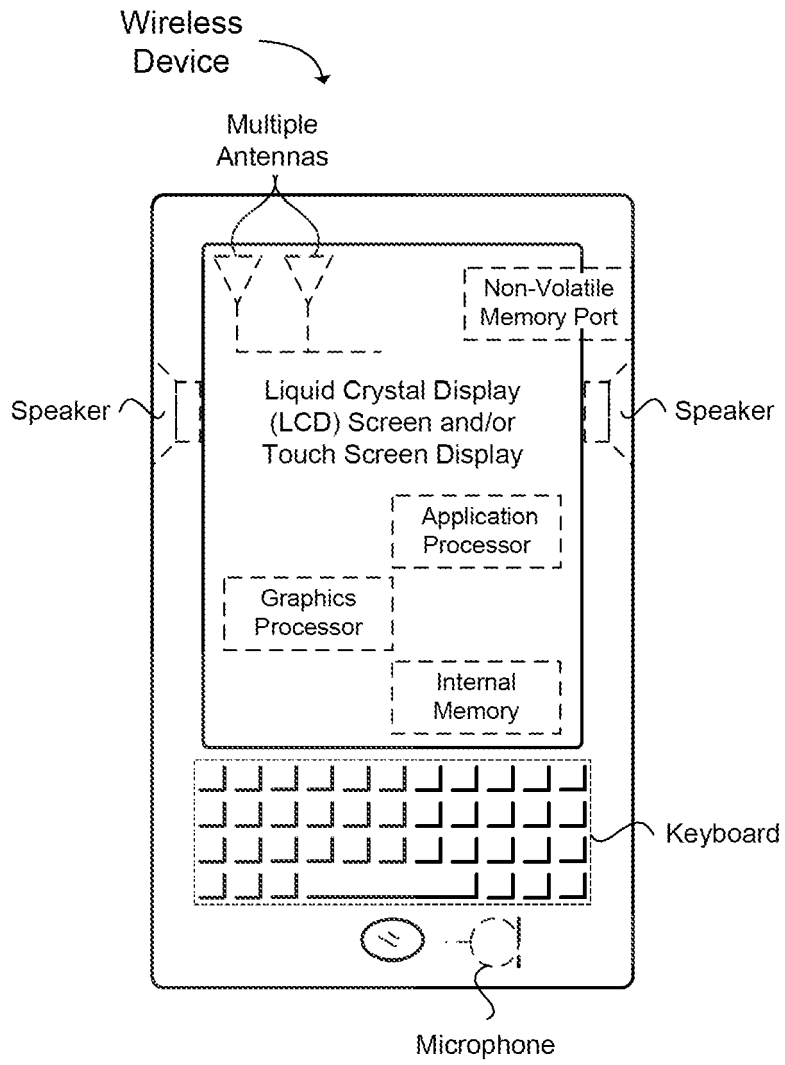 Wireless
Device
Multiple
Antennas
Non-Volatile
Memory Port
Liquid Crystal Display
(LCD) Screen and/or
Touch Screen Display
Speaker
Speaker
Application
Processor
Graphics
Processor
Internal
Memory
Keyboard
Microphone